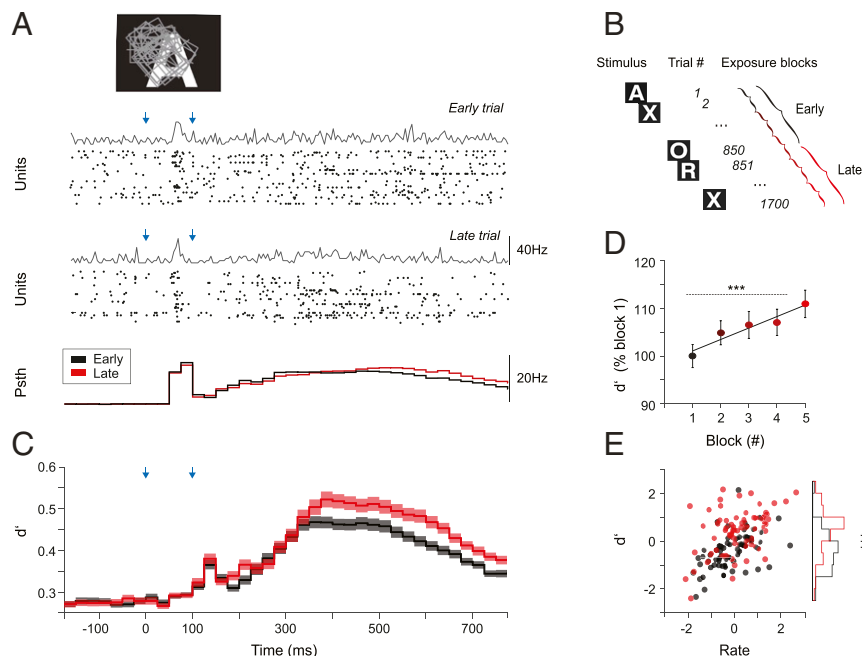 A
Early trial
Units
Late trial
40Hz
Units
Early
Late
Psth
20Hz
B
Stimulus Trial # Exposure blocks
A 1
X 2
Early
...
O 850
R 851
Late
...
X 1700
C
0.6
0.5
0.4
0.3
d'
-100 0 100 300 500 700
Time (ms)
D
120
110
100
90
d' (% block 1)
***
1 2 3 4 5
Block (#)
E
2
0
-2
d'
-2 0 2
Rate